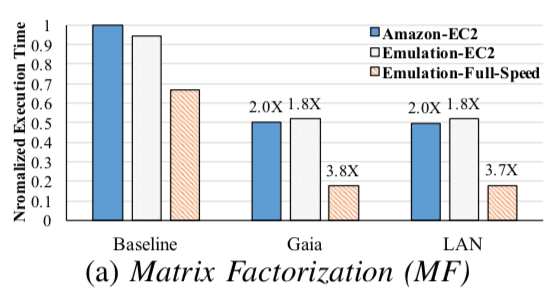 Nromalized Execution Time
1
0.9
0.8
0.7
0.6
0.5
0.4
0.3
0.2
0.1
0
Amazon-EC2
Emulation-EC2
Emulation-Full-Speed
2.0X 1.8X
3.8X
2.0X 1.8X
3.7X
Baseline Gaia LAN
(a) Matrix Factorization (MF)